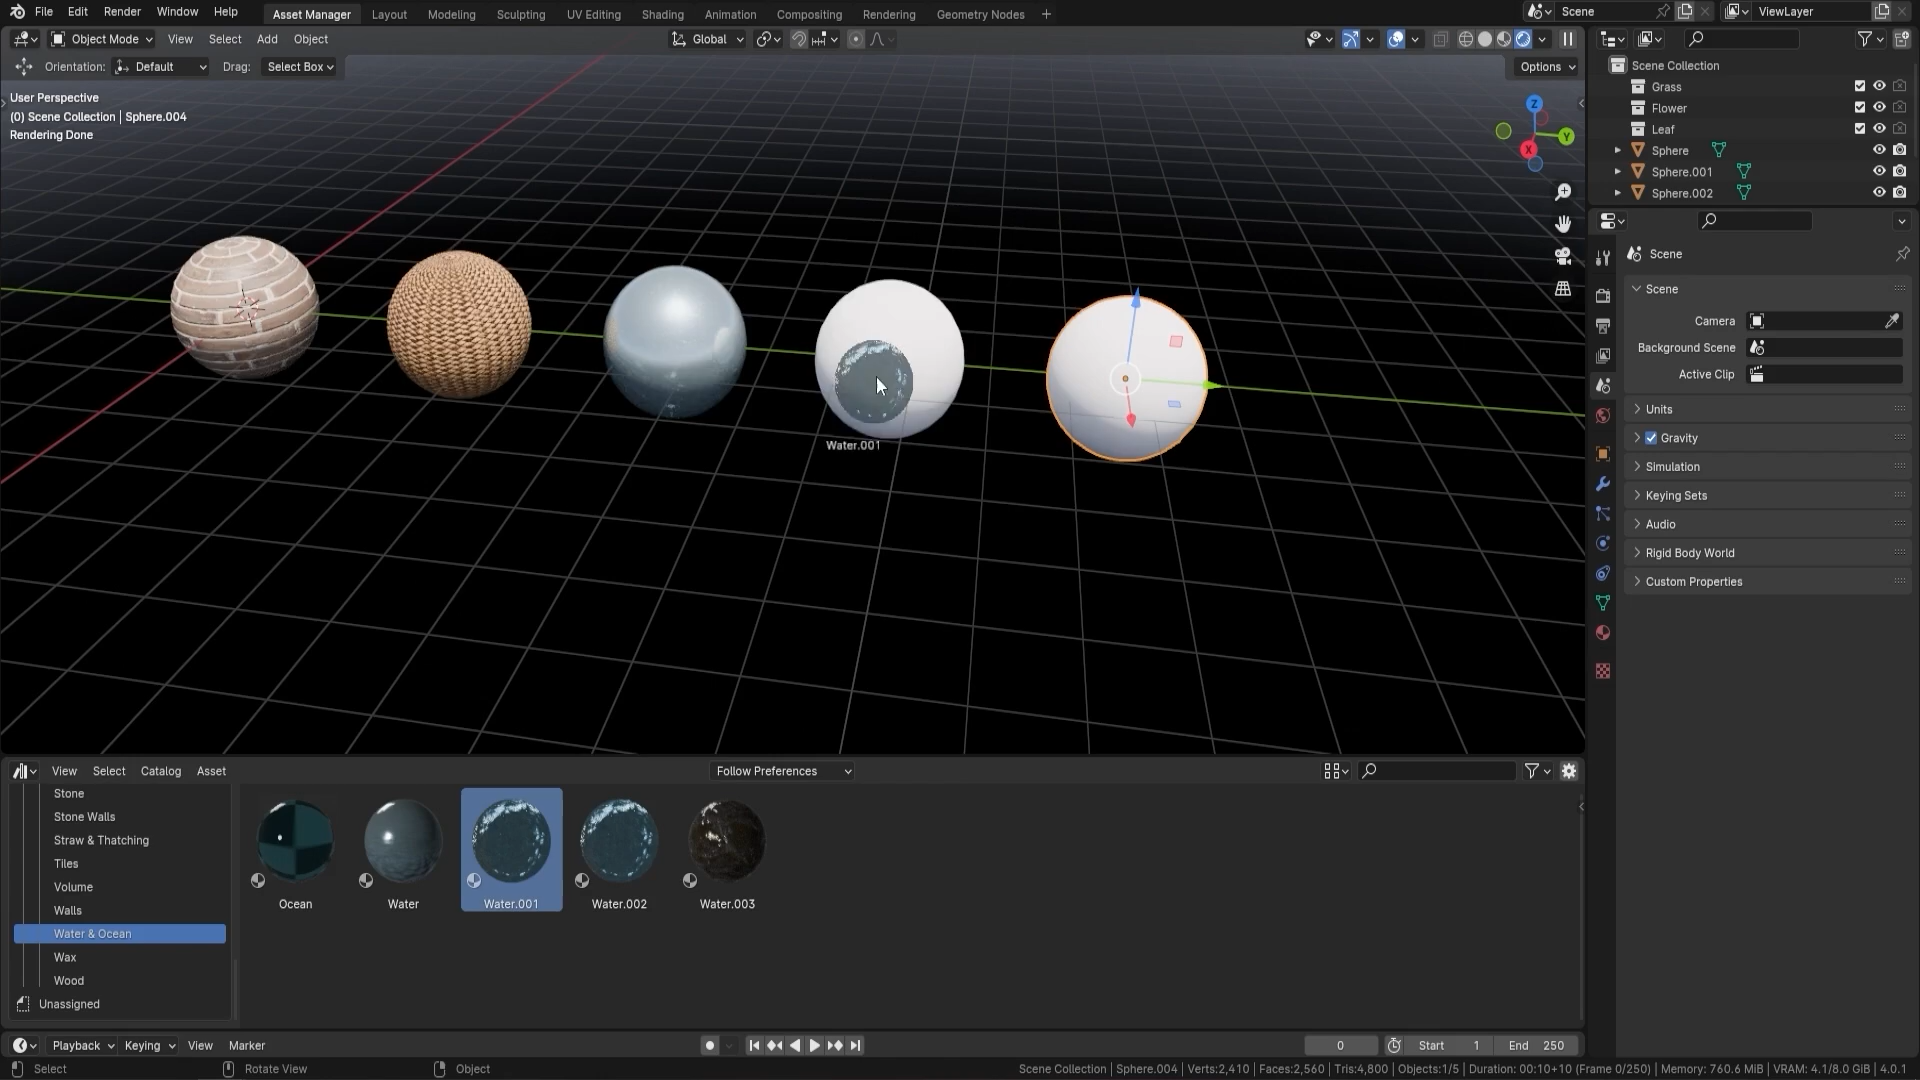 File Edit Render Window Help Asset Manager Layout Modeling Sculpting UV Editing Shading Animation Compositing Rendering Geometry Nodes + Scene ViewLayer
Object Mode View Select Add Object Global
Orientation: Default Drag: Select Box Options
User Perspective
(0) Scene Collection | Sphere.004
Rendering Done
Z
Y
X
Water.001
Scene Collection
Grass
Flower
Leaf
Sphere
Sphere.001
Sphere.002
Scene
Scene
Camera
Background Scene
Active Clip
Units
Gravity
Simulation
Keying Sets
Audio
Rigid Body World
Custom Properties
View Select Catalog Asset Follow Preferences
Stone
Stone Walls
Straw & Thatching
Tiles
Volume
Walls
Water & Ocean
Wax
Wood
Unassigned
Ocean Water Water.001 Water.002 Water.003
Playback Keying View Marker 0 Start 1 End 250
Select Rotate View Object Scene Collection | Sphere.004 | Verts:2,410 | Faces:2,560 | Tris:4,800 | Objects:1/5 | Duration: 00:10+10 (Frame 0/250) | Memory: 760.6 MiB | VRAM: 4.1/8.0 GiB | 4.0.1